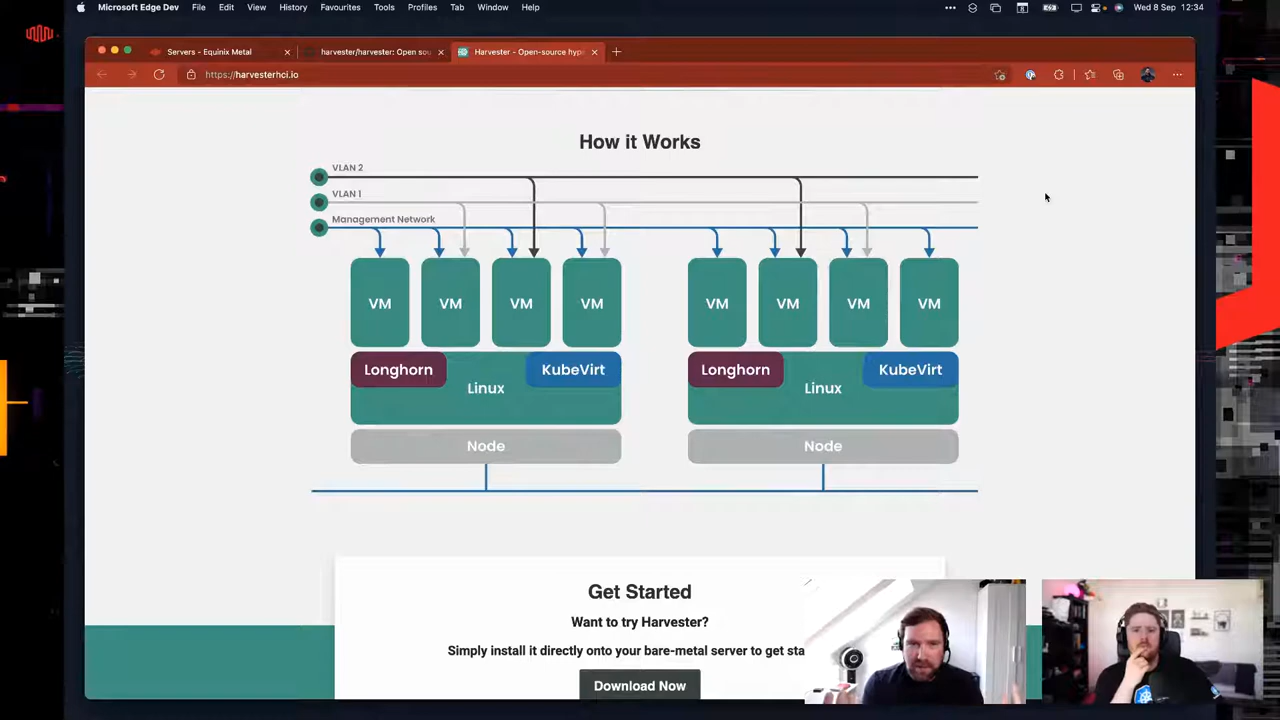 Microsoft Edge Dev File Edit View History Favourites Tools Profiles Tab Window Help Wed 8 Sep 12:34
Servers - Equinix Metal harvester/harvester: Open sou Harvester - Open-source hype
https://harvesterhci.io
How it Works
VLAN 2
VLAN 1
Management Network
VM VM VM VM VM VM VM VM
Longhorn KubeVirt Longhorn KubeVirt
Linux Linux
Node Node
Get Started
Want to try Harvester?
Simply install it directly onto your bare-metal server to get sta
Download Now